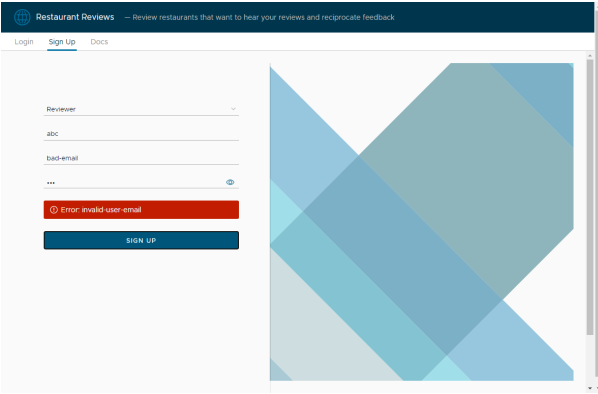 Restaurant Reviews — Review restaurants that want to hear your reviews and reciprocate feedback
Login Sign Up Docs
Reviewer
abc
bad-email
•••
Error: invalid-user-email
SIGN UP